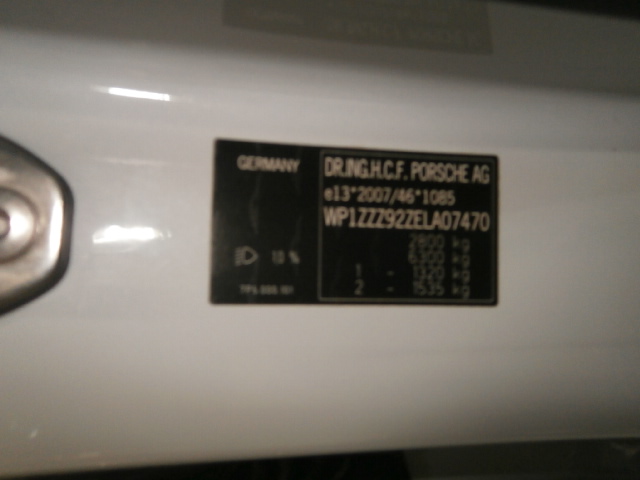 GERMANY
DR.ING.H.C.F. PORSCHE AG
e13*2007/46*1085
WP1ZZZ92ZELA07470
2800 kg
6300 kg
1 - 1320 kg
2 - 1535 kg
10 %